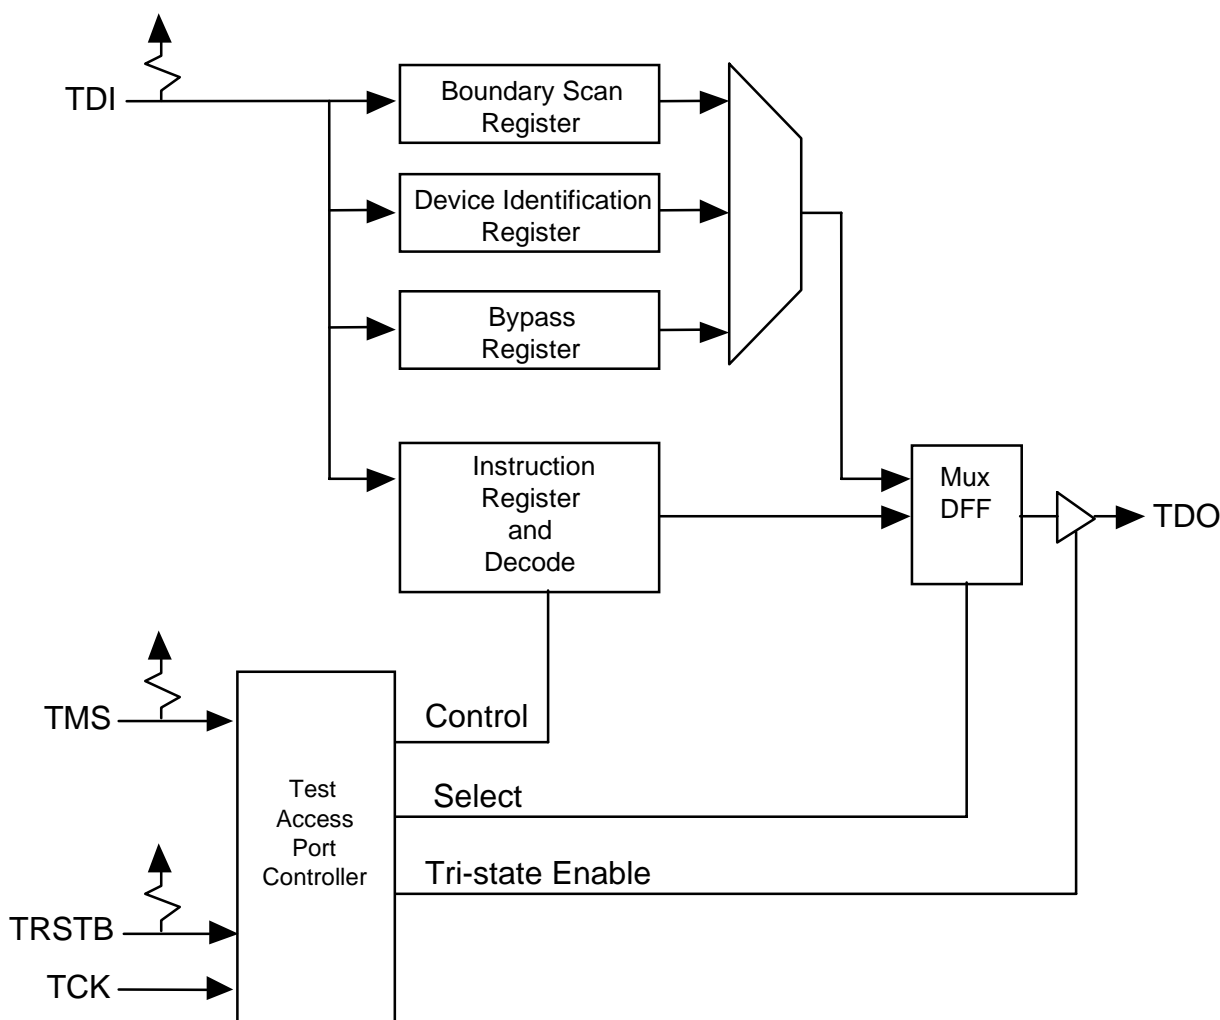 TDI
Boundary Scan
Register
Device Identification
Register
Bypass
Register
Instruction
Register
and
Decode
Mux
DFF
TDO
TMS
Control
Test
Access
Port
Controller
Select
Tri-state Enable
TRSTB
TCK